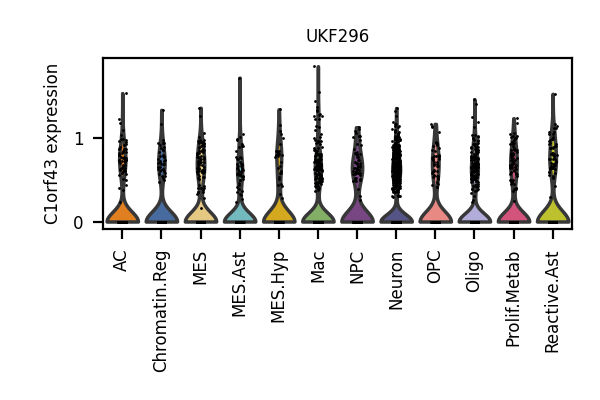 UKF296
C1orf43 expression
1
0
AC
Chromatin.Reg
MES
MES.Ast
MES.Hyp
Mac
NPC
Neuron
OPC
Oligo
Prolif.Metab
Reactive.Ast